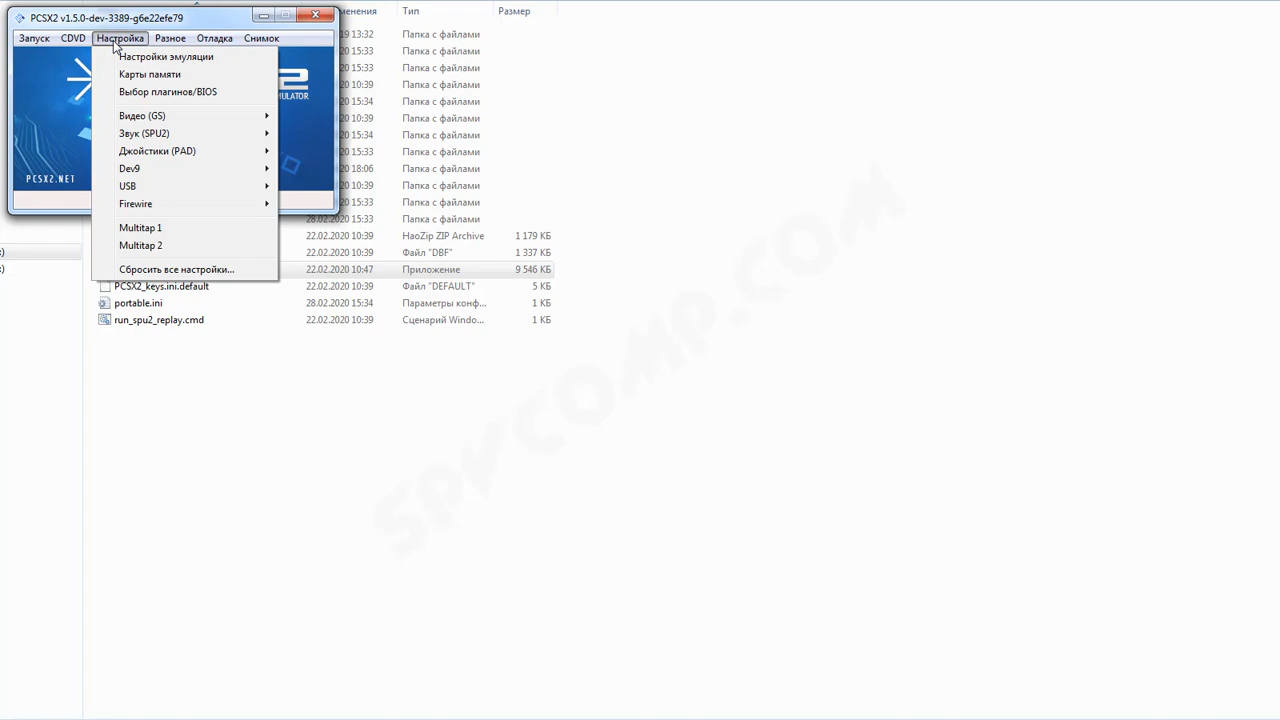 PCSX2 v1.5.0-dev-3389-g6e22efe79
Запуск CDVD Настройка Разное Отладка Снимок
Настройки эмуляции
Карты памяти
Выбор плагинов/BIOS
Видео (GS)
Звук (SPU2)
Джойстики (PAD)
Dev9
USB
Firewire
Multitap 1
Multitap 2
Сбросить все настройки...
PCSX2.NET
2
ULATOR
менения Тип Размер
19 13:32 Папка с файлами
20 15:33 Папка с файлами
20 15:33 Папка с файлами
20 10:39 Папка с файлами
20 15:34 Папка с файлами
20 10:39 Папка с файлами
20 15:34 Папка с файлами
20 15:33 Папка с файлами
20 18:06 Папка с файлами
20 10:39 Папка с файлами
20 15:33 Папка с файлами
28.02.2020 15:33 Папка с файлами
22.02.2020 10:39 HaoZip ZIP Archive 1 179 КБ
22.02.2020 10:39 Файл "DBF" 1 337 КБ
22.02.2020 10:47 Приложение 9 546 КБ
PCSX2_keys.ini.default 22.02.2020 10:39 Файл "DEFAULT" 5 КБ
portable.ini 28.02.2020 15:34 Параметры конф... 1 КБ
run_spu2_replay.cmd 22.02.2020 10:39 Сценарий Windo... 1 КБ
:)
:)
SPVCOMP.COM